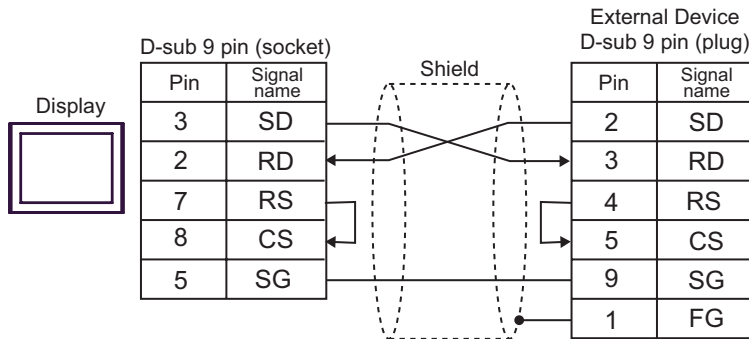 External Device
D-sub 9 pin (socket)
D-sub 9 pin (plug)
Display
Shield
Pin Signal name
3 SD
2 RD
7 RS
8 CS
5 SG
Pin Signal name
2 SD
3 RD
4 RS
5 CS
9 SG
1 FG